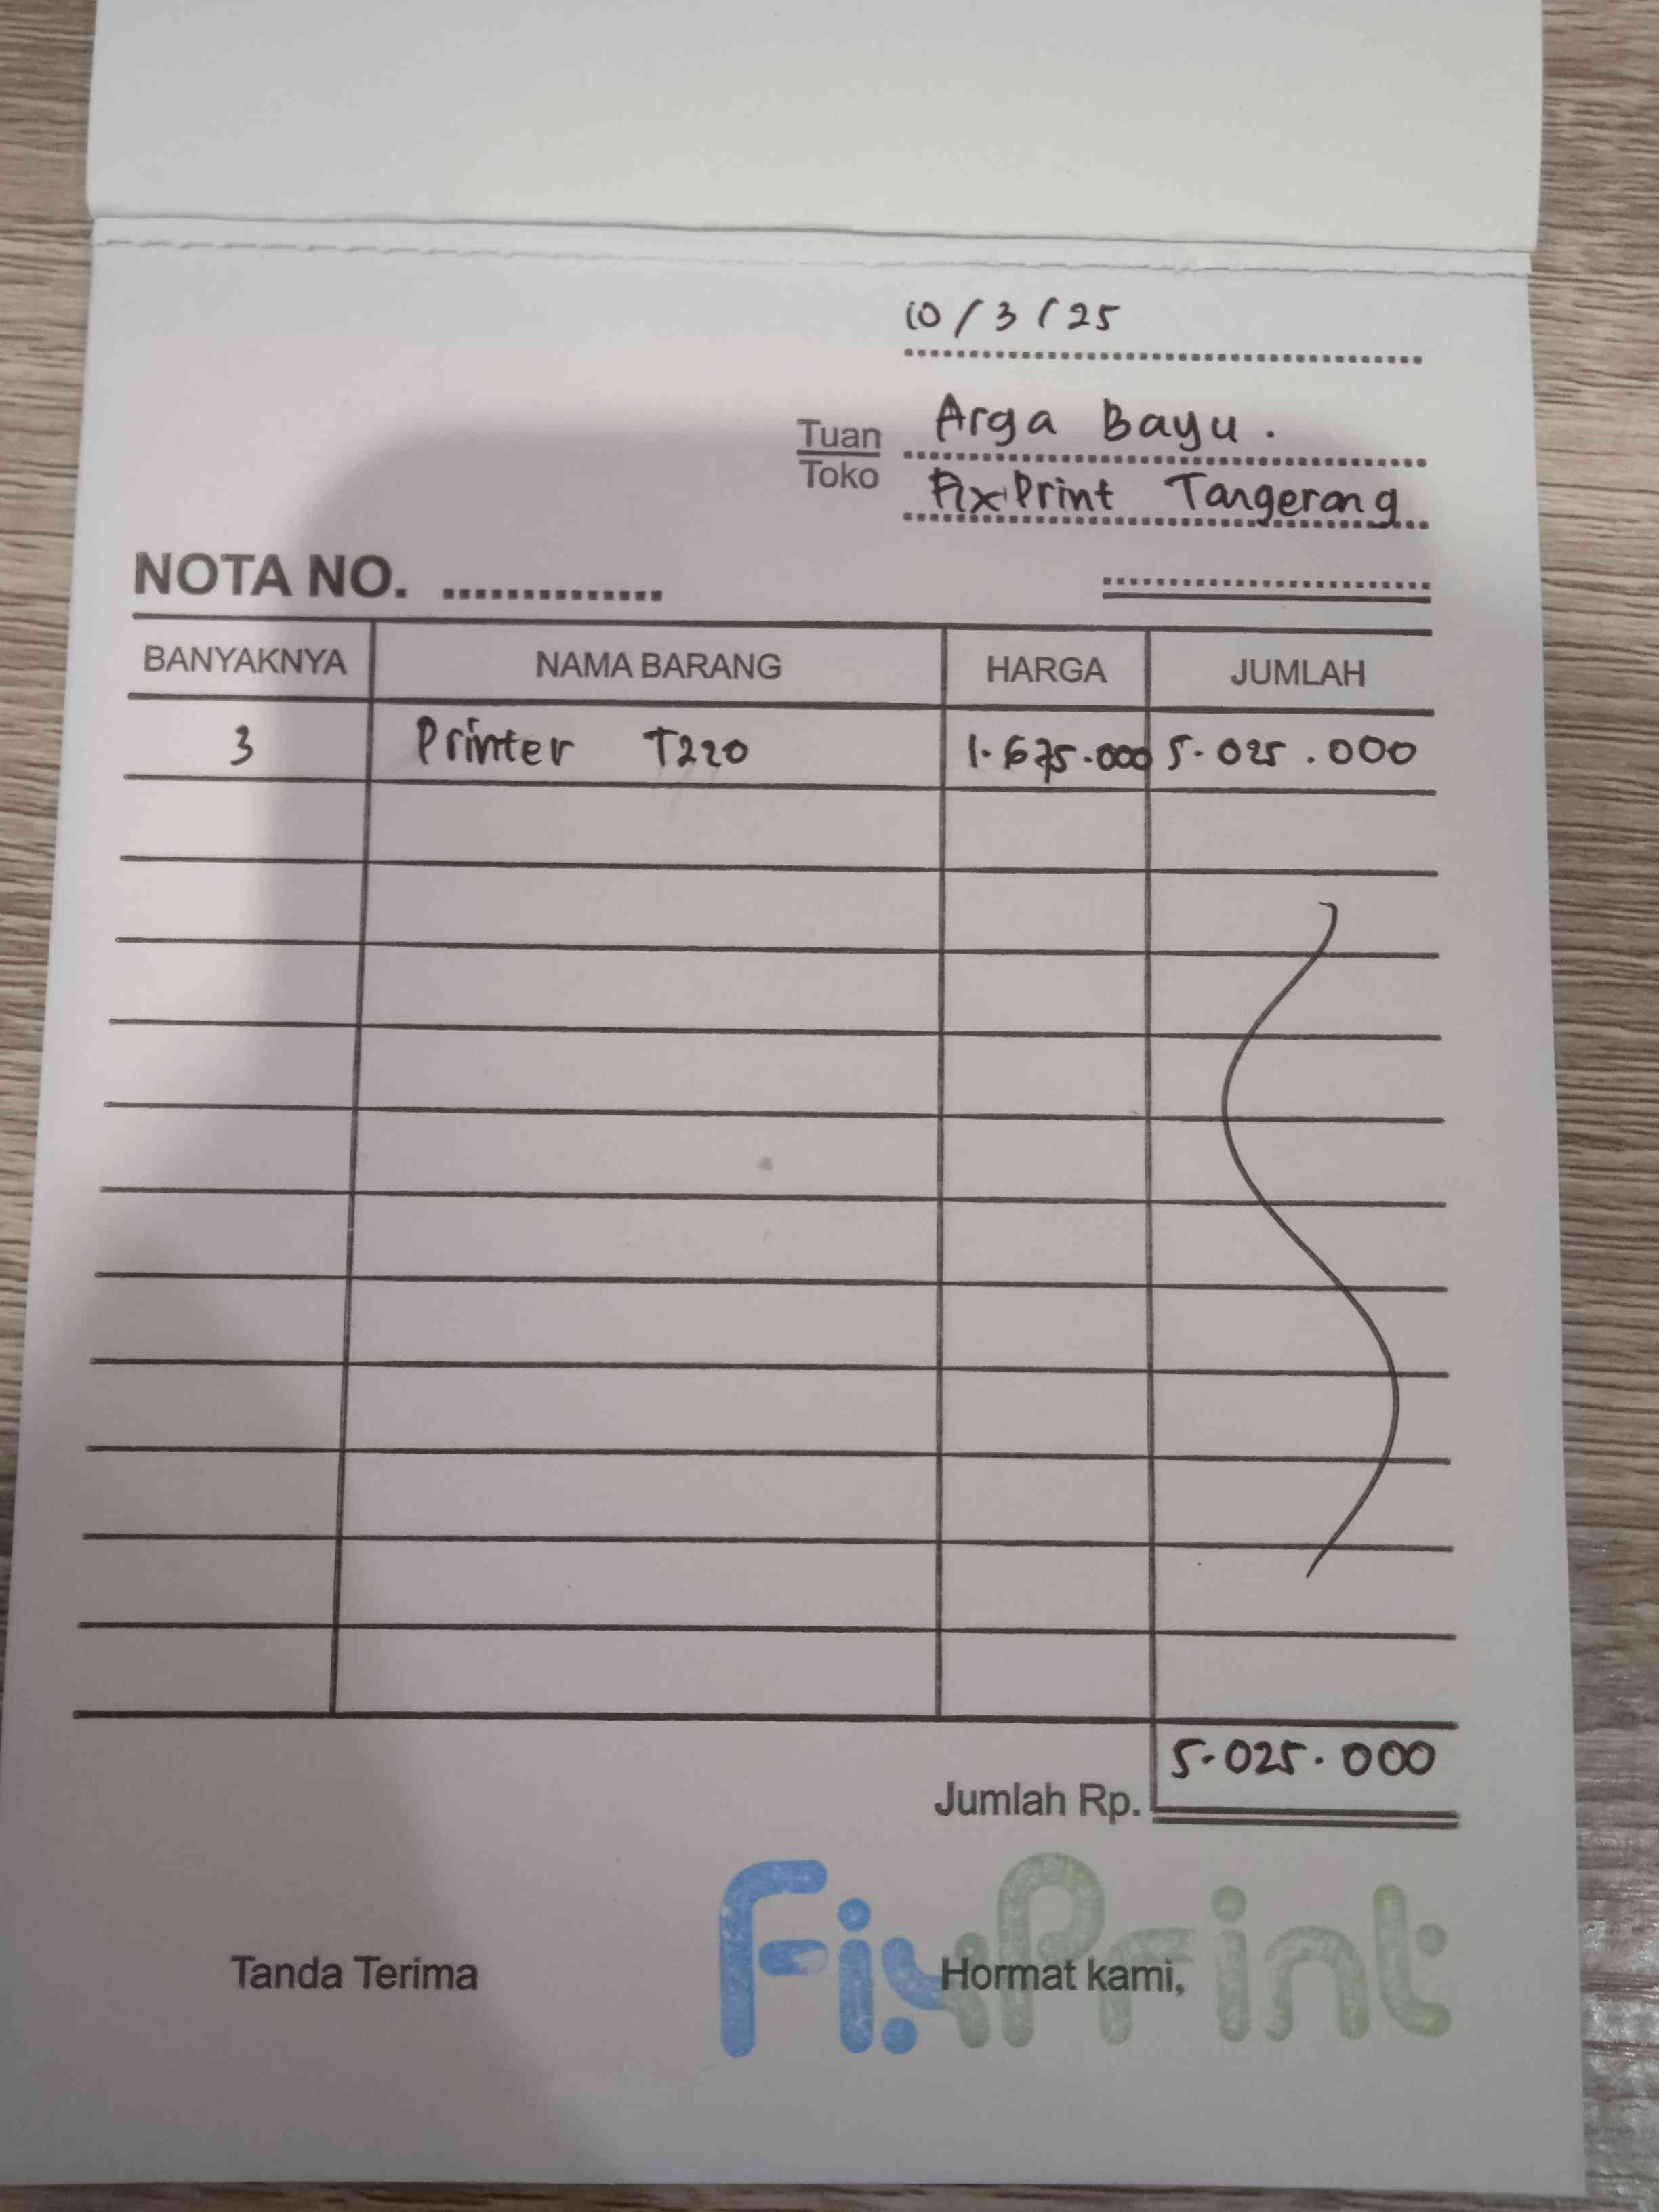 10/3/25
Tuan Arga Bayu.
Toko FixPrint Tangerang
NOTA NO. ..............
BANYAKNYA NAMA BARANG HARGA JUMLAH
3 Printer T220 1.675.000 5.025.000
Jumlah Rp. 5.025.000
FixPrint
Tanda Terima Hormat kami,